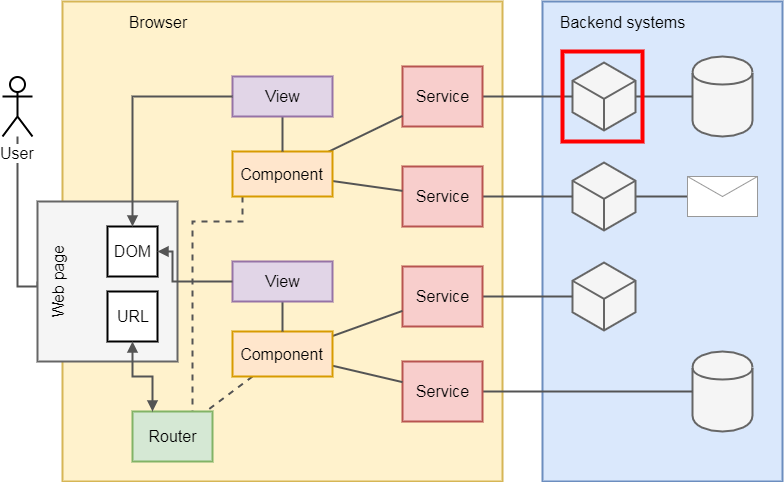 Browser
Backend systems
View
Service
User
Component
Service
DOM
Web page
View
URL
Service
Component
Service
Router